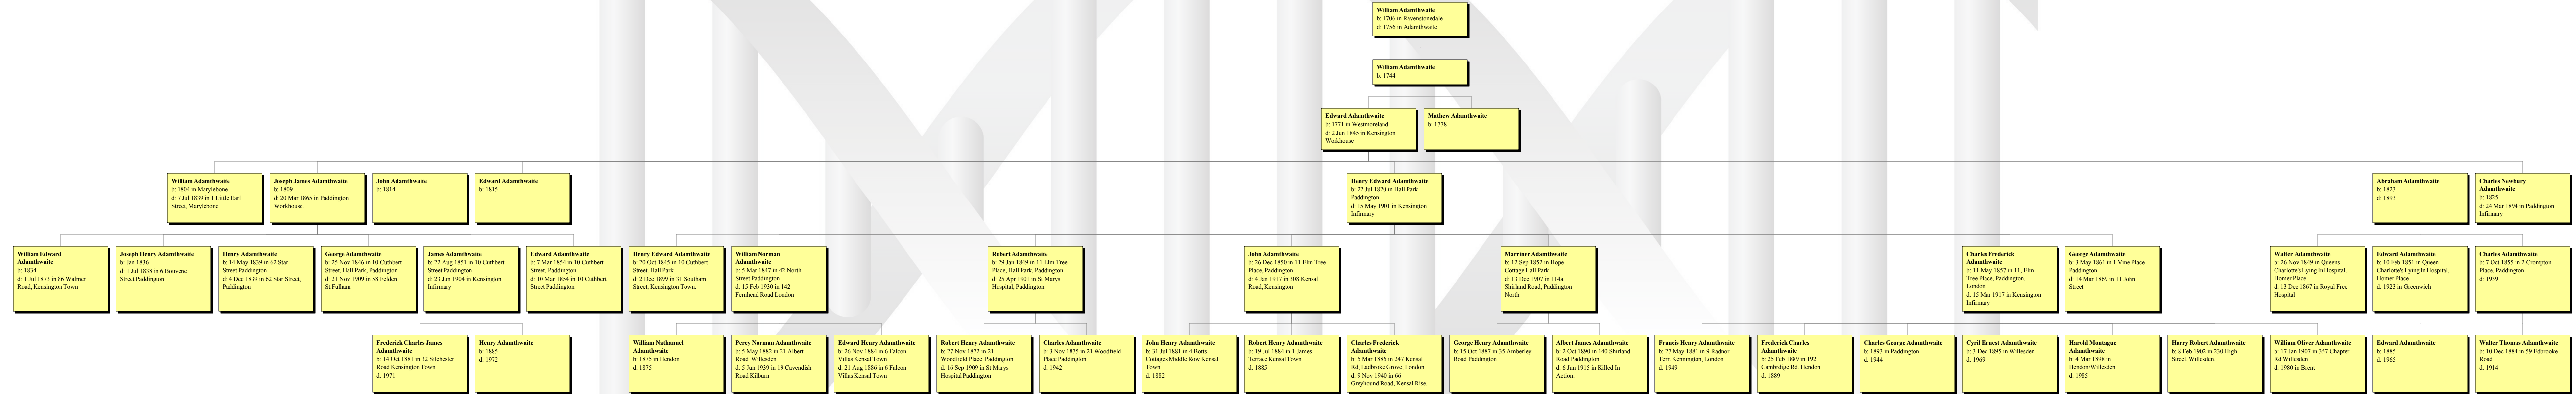 William Adamthwaite
b: 1706 in Ravenstonedale
d: 1756 in Adamthwaite
William Adamthwaite
b: 1744
Edward Adamthwaite
b: 1771 in Westmoreland
d: 2 Jun 1845 in Kensington
Workhouse
Mathew Adamthwaite
b: 1778
William Adamthwaite
b: 1804 in Marylebone
d: 7 Jul 1839 in 1 Little Earl
Street, Marylebone
Joseph James Adamthwaite
b: 1809
d: 20 Mar 1865 in Paddington
Workhouse.
John Adamthwaite
b: 1814
Edward Adamthwaite
b: 1815
Henry Edward Adamthwaite
b: 22 Jul 1820 in Hall Park
Paddington
d: 15 May 1901 in Kensington
Infirmary
Abraham Adamthwaite
b: 1823
d: 1893
Charles Newbury
Adamthwaite
b: 1825
d: 24 Mar 1894 in Paddington
Infirmary
William Edward
Adamthwaite
b: 1834
d: 1 Jul 1873 in 86 Walmer
Road, Kensington Town
Joseph Henry Adamthwaite
b: Jan 1836
d: 1 Jul 1838 in 6 Bouvene
Street Paddington
Henry Adamthwaite
b: 14 May 1839 in 62 Star
Street Paddington
d: 4 Dec 1839 in 62 Star Street,
Paddington
George Adamthwaite
b: 25 Nov 1846 in 10 Cuthbert
Street, Hall Park, Paddington
d: 21 Nov 1909 in 58 Felden
St.Fulham
James Adamthwaite
b: 22 Aug 1851 in 10 Cuthbert
Street Paddington
d: 23 Jun 1904 in Kensington
Infirmary
Edward Adamthwaite
b: 7 Mar 1854 in 10 Cuthbert
Street, Paddington
d: 10 Mar 1854 in 10 Cuthbert
Street Paddington
Henry Edward Adamthwaite
b: 20 Oct 1845 in 10 Cuthbert
Street. Hall Park
d: 2 Dec 1899 in 31 Southam
Street, Kensington Town.
William Norman
Adamthwaite
b: 5 Mar 1847 in 42 North
Street Paddington
d: 15 Feb 1930 in 142
Fernhead Road London
Robert Adamthwaite
b: 29 Jan 1849 in 11 Elm Tree
Place, Hall Park, Paddington
d: 25 Apr 1901 in St Marys
Hospital, Paddington
John Adamthwaite
b: 26 Dec 1850 in 11 Elm Tree
Place, Paddington
d: 4 Jan 1917 in 308 Kensal
Road, Kensington
Marriner Adamthwaite
b: 12 Sep 1852 in Hope
Cottage Hall Park
d: 13 Dec 1907 in 114a
Shirland Road, Paddington
North
Charles Frederick
Adamthwaite
b: 11 May 1857 in 11, Elm
Tree Place, Paddington.
London
d: 15 Mar 1917 in Kensington
Infirmary
George Adamthwaite
b: 3 May 1861 in 1 Vine Place
Paddington
d: 14 Mar 1869 in 11 John
Street
Walter Adamthwaite
b: 26 Nov 1849 in Queens
Charlotte's Lying In Hospital.
Homer Place
d: 13 Dec 1867 in Royal Free
Hospital
Edward Adamthwaite
b: 10 Feb 1851 in Queen
Charlotte's Lying In Hospital,
Homer Place
d: 1923 in Greenwich
Charles Adamthwaite
b: 7 Oct 1855 in 2 Crompton
Place. Paddington
d: 1939
Frederick Charles James
Adamthwaite
b: 14 Oct 1881 in 32 Silchester
Road Kensington Town
d: 1971
Henry Adamthwaite
b: 1885
d: 1972
William Nathanuel
Adamthwaite
b: 1875 in Hendon
d: 1875
Percy Norman Adamthwaite
b: 5 May 1882 in 21 Albert
Road Willesden
d: 5 Jun 1939 in 19 Cavendish
Road Kilburn
Edward Henry Adamthwaite
b: 26 Nov 1884 in 6 Falcon
Villas Kensal Town
d: 21 Aug 1886 in 6 Falcon
Villas Kensal Town
Robert Henry Adamthwaite
b: 27 Nov 1872 in 21
Woodfield Place Paddington
d: 16 Sep 1909 in St Marys
Hospital Paddington
Charles Adamthwaite
b: 3 Nov 1875 in 21 Woodfield
Place Paddington
d: 1942
John Henry Adamthwaite
b: 31 Jul 1881 in 4 Botts
Cottages Middle Row Kensal
Town
d: 1882
Robert Henry Adamthwaite
b: 19 Jul 1884 in 1 James
Terrace Kensal Town
d: 1885
Charles Frederick
Adamthwaite
b: 5 Mar 1886 in 247 Kensal
Rd, Ladbroke Grove, London
d: 9 Nov 1940 in 66
Greyhound Road, Kensal Rise.
George Henry Adamthwaite
b: 15 Oct 1887 in 35 Amberley
Road Paddington
Albert James Adamthwaite
b: 2 Oct 1890 in 140 Shirland
Road Paddington
d: 6 Jun 1915 in Killed In
Action.
Francis Henry Adamthwaite
b: 27 May 1881 in 9 Radnor
Terr. Kennington, London
d: 1949
Frederick Charles
Adamthwaite
b: 25 Feb 1889 in 192
Cambrdige Rd. Hendon
d: 1889
Charles George Adamthwaite
b: 1893 in Paddington
d: 1944
Cyril Ernest Adamthwaite
b: 3 Dec 1895 in Willesden
d: 1969
Harold Montague
Adamthwaite
b: 4 Mar 1898 in
Hendon/Willesden
d: 1985
Harry Robert Adamthwaite
b: 8 Feb 1902 in 230 High
Street, Willesden
William Oliver Adamthwaite
b: 17 Jan 1907 in 357 Chapter
Rd Willesden
d: 1980 in Brent
Edward Adamthwaite
b: 1885
d: 1965
Walter Thomas Adamthwaite
b: 10 Dec 1884 in 59 Edbrooke
Road
d: 1914